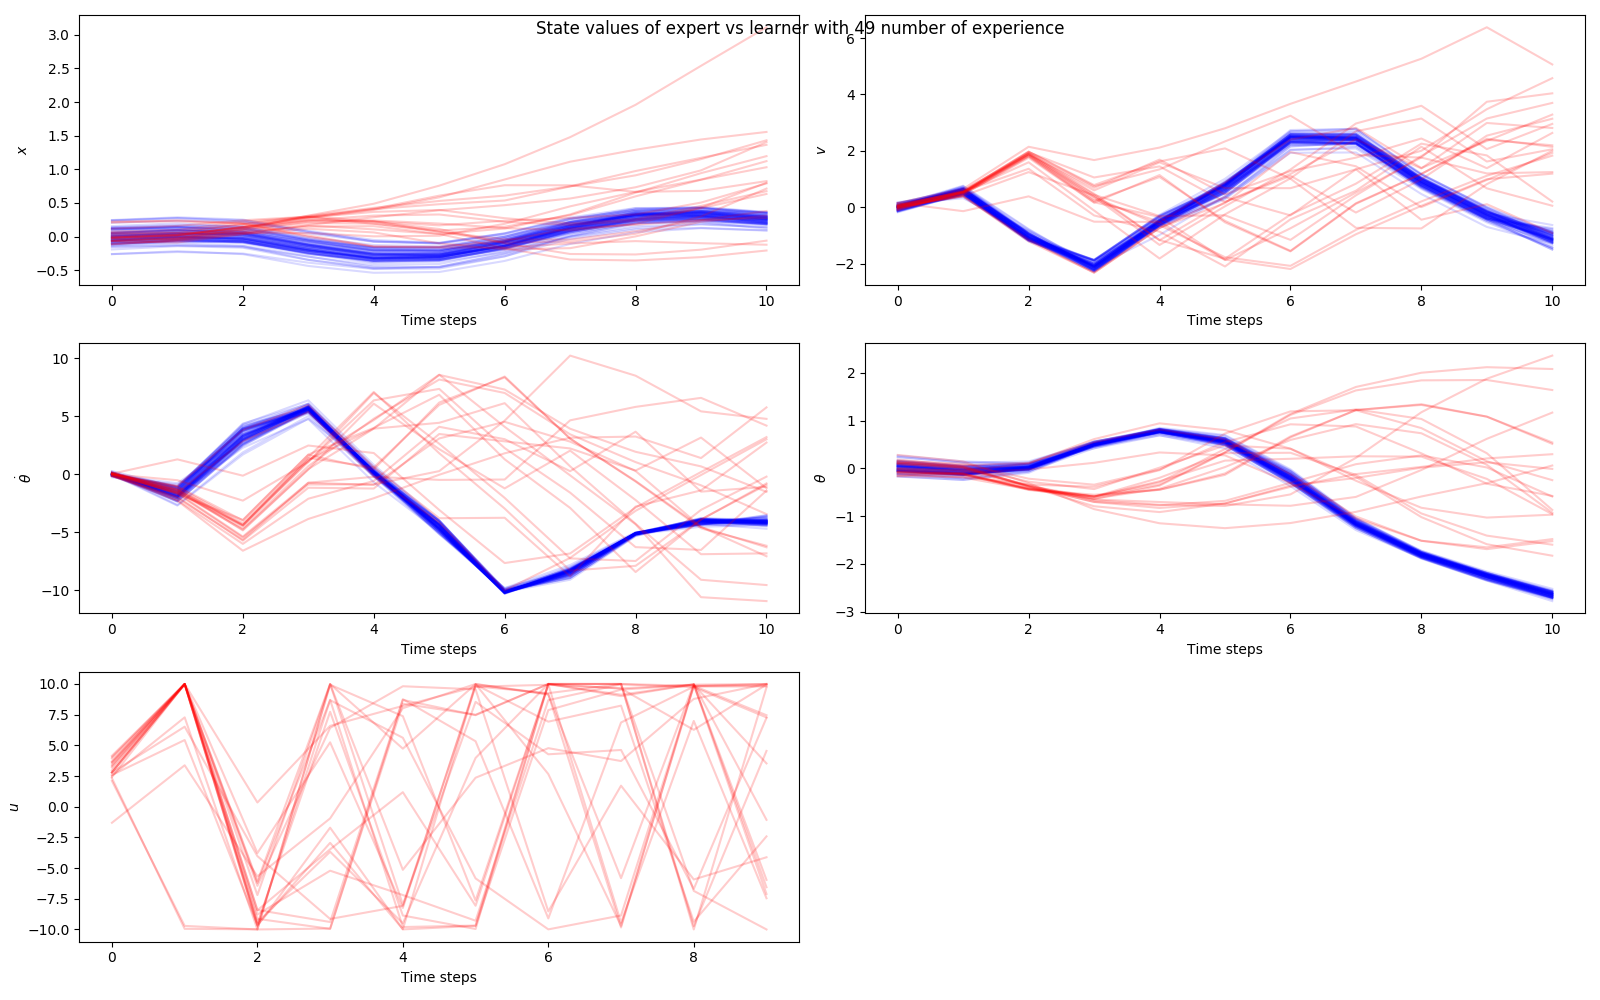 State values of expert vs learner with 49 number of experience
x
3.0
2.5
2.0
1.5
1.0
0.5
0.0
−0.5
0 2 4 6 8 10
Time steps
v
6
4
2
0
−2
0 2 4 6 8 10
Time steps
θ̇
10
5
0
−5
−10
0 2 4 6 8 10
Time steps
θ
2
1
0
−1
−2
−3
0 2 4 6 8 10
Time steps
u
10.0
7.5
5.0
2.5
0.0
−2.5
−5.0
−7.5
−10.0
0 2 4 6 8
Time steps